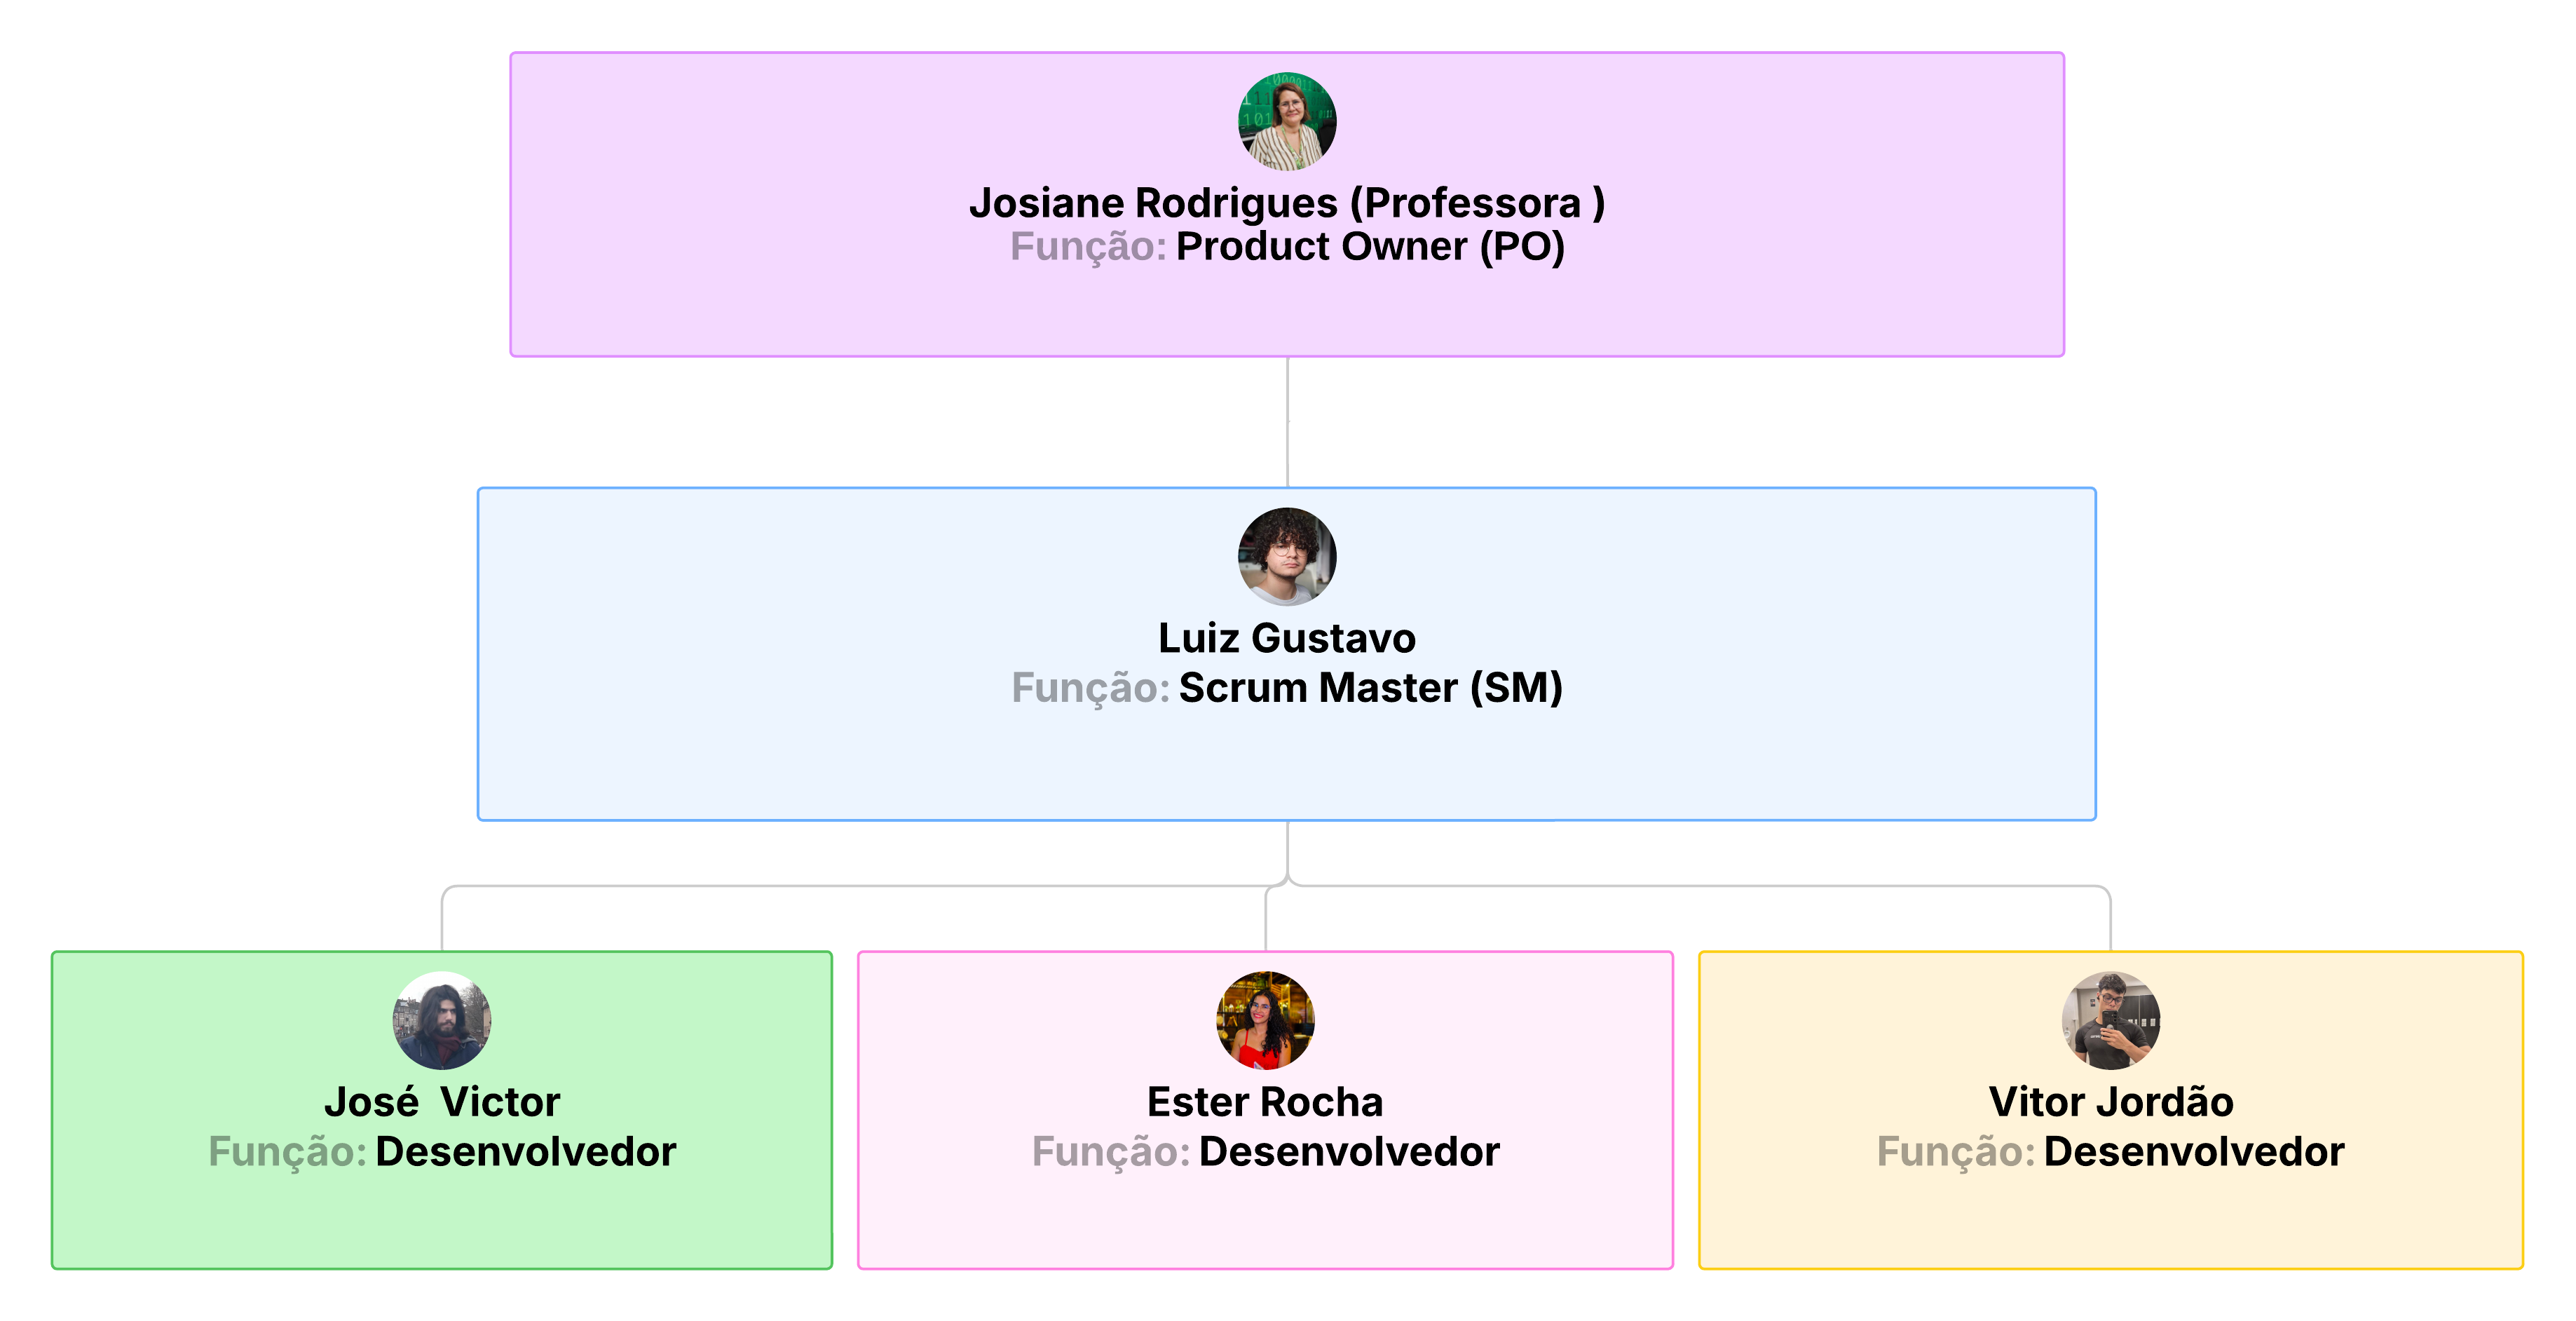 Josiane Rodrigues (Professora )
Função: Product Owner (PO)
Luiz Gustavo
Função: Scrum Master (SM)
José  Victor
Função: Desenvolvedor
Ester Rocha
Função: Desenvolvedor
Vitor Jordão
Função: Desenvolvedor